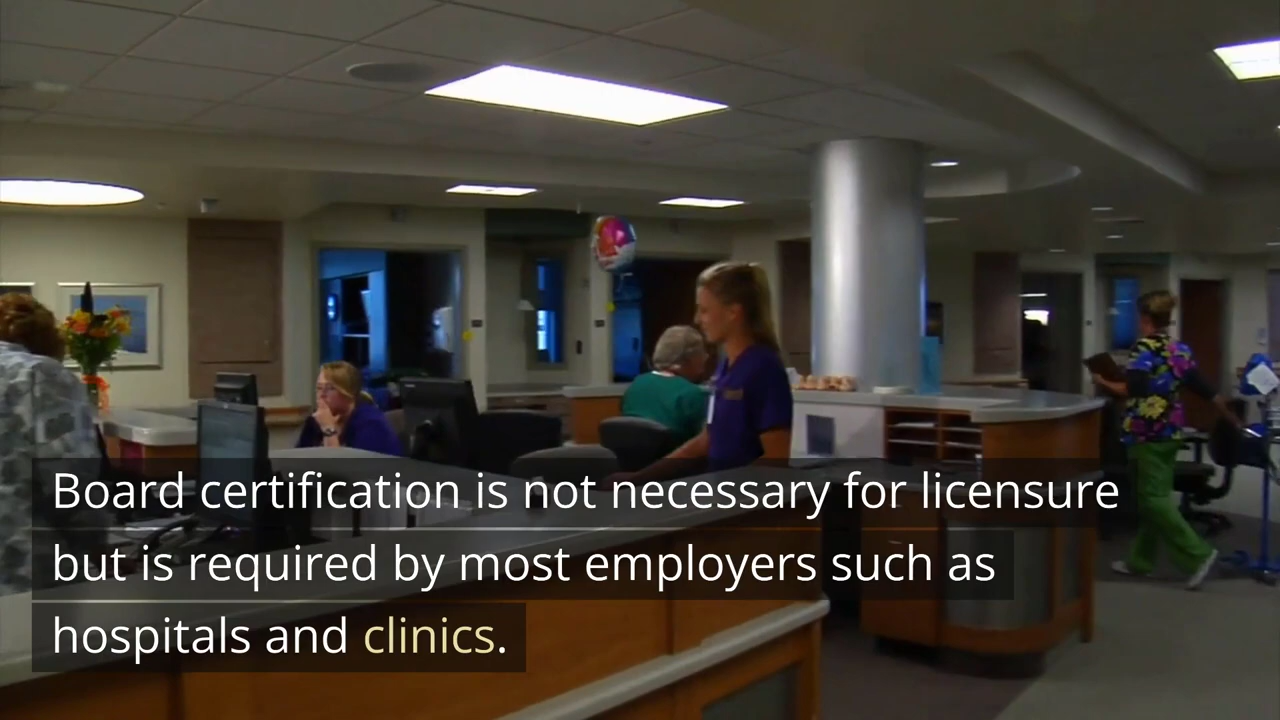 Board certification is not necessary for licensure
but is required by most employers such as
hospitals and clinics.